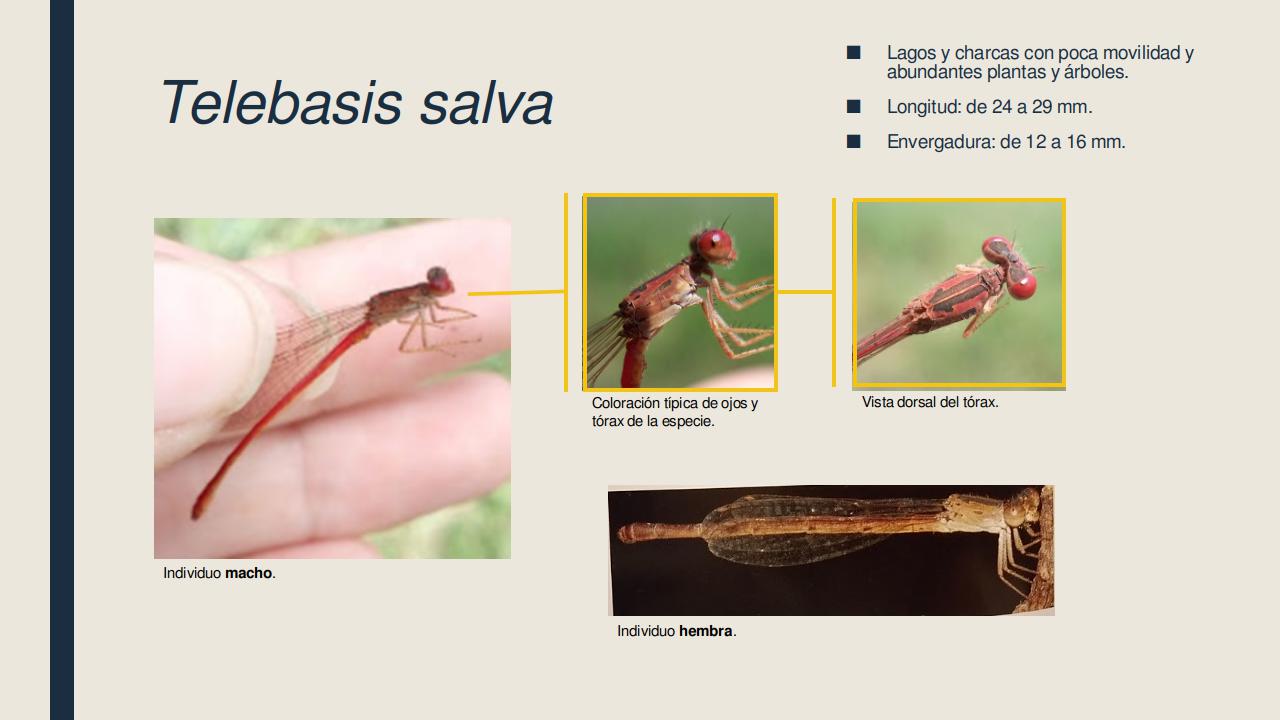 Telebasis salva
■ Lagos y charcas con poca movilidad y
abundantes plantas y árboles.
■ Longitud: de 24 a 29 mm.
■ Envergadura: de 12 a 16 mm.
Coloración típica de ojos y
tórax de la especie.
Vista dorsal del tórax.
Individuo macho.
Individuo hembra.